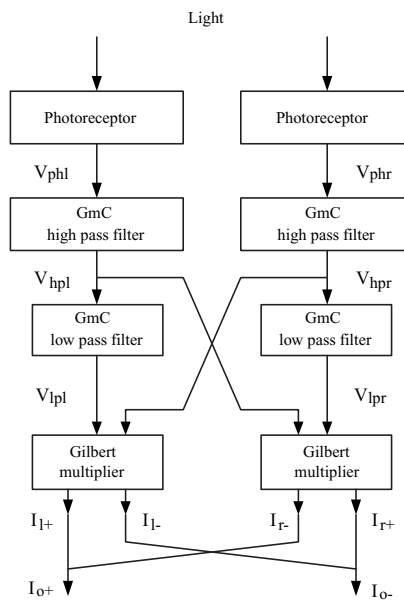 Light
Photoreceptor
Photoreceptor
Vphl
Vphr
GmC
high pass filter
GmC
high pass filter
Vhpl
Vhpr
GmC
low pass filter
GmC
low pass filter
Vlpl
Vlpr
Gilbert
multiplier
Gilbert
multiplier
Il+
Il-
Ir-
Ir+
Io+
Io-